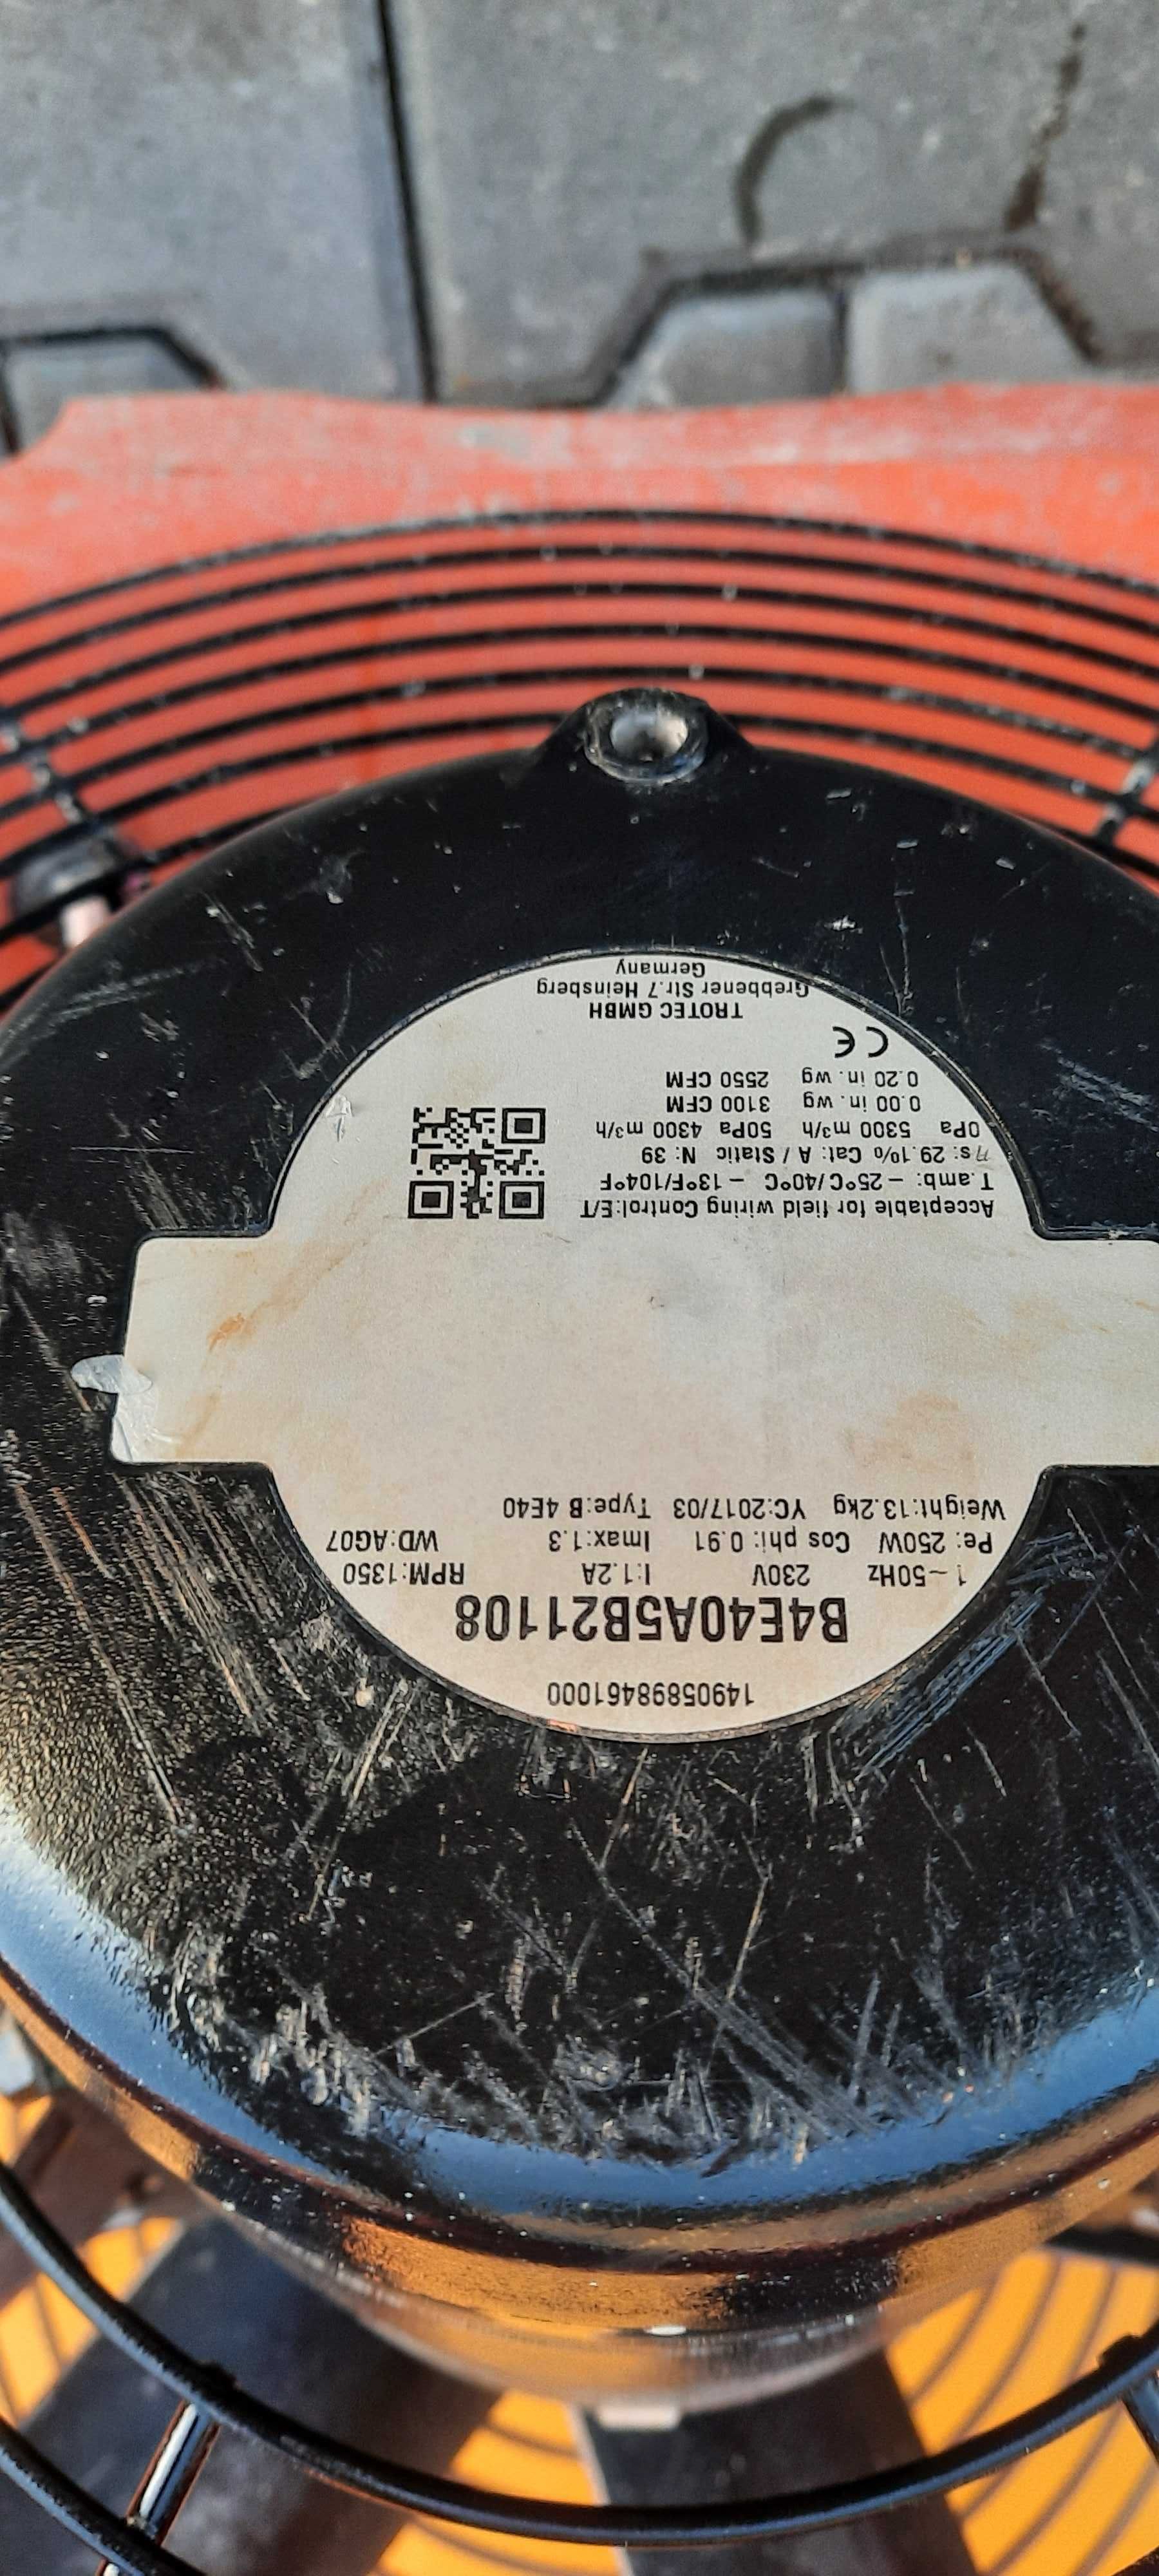 14905898461000
B4E40A5B21108
1~50Hz 230V I:1.2A RPM:1350
Pe: 250W Cos phi: 0.91 Imax:1.3 WD:AG07
Weight:13.2kg YC:2017/03 Type:B 4E40
Acceptable for field wiring Control:E/T
T.amb: -25°C/40°C -13°F/104°F
ηs: 29.1% Cat: A / Static N: 39
0Pa 5300 m³/h 50Pa 4300 m³/h
0.00 in. wg 3100 CFM
0.20 in. wg 2550 CFM
CE
TROTEC GMBH
Grebbener Str.7 Heinsberg
Germany